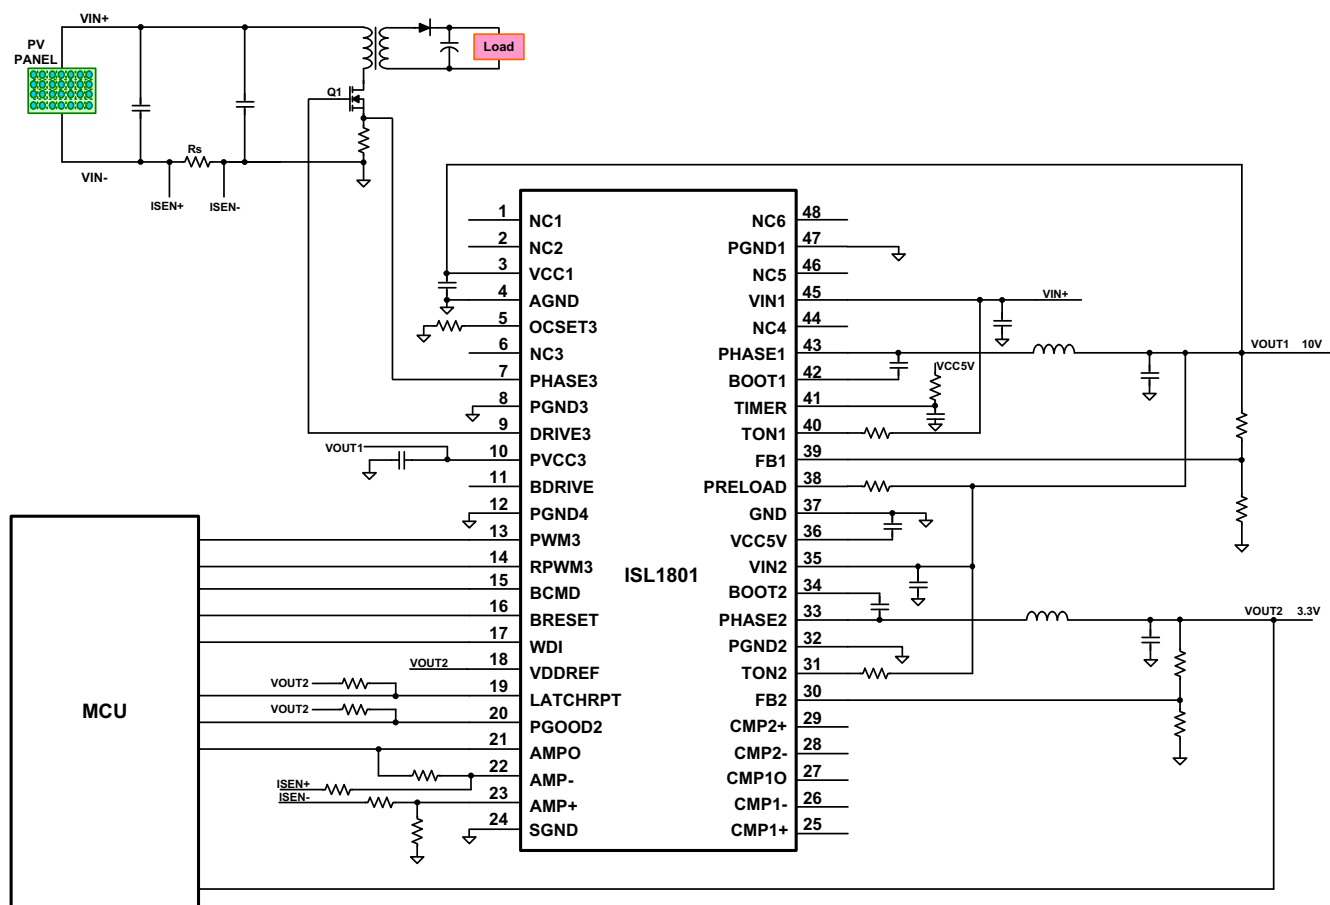 VIN+
PV
PANEL
Load
Q1
Rs
VIN-
ISEN+
ISEN-
1 NC1
2 NC2
3 VCC1
4 AGND
5 OCSET3
6 NC3
7 PHASE3
8 PGND3
9 DRIVE3
VOUT1
10 PVCC3
11 BDRIVE
12 PGND4
13 PWM3
14 RPWM3
15 BCMD
16 BRESET
17 WDI
VOUT2
18 VDDREF
VOUT2
19 LATCHRPT
VOUT2
20 PGOOD2
21 AMPO
22 AMP-
ISEN+
ISEN-
23 AMP+
24 SGND
MCU
ISL1801
NC6 48
PGND1 47
NC5 46
VIN1 45
VIN+
NC4 44
PHASE1 43
VOUT1 10V
BOOT1 42
VCC5V
TIMER 41
TON1 40
FB1 39
PRELOAD 38
GND 37
VCC5V 36
VIN2 35
BOOT2 34
PHASE2 33
VOUT2 3.3V
PGND2 32
TON2 31
FB2 30
CMP2+ 29
CMP2- 28
CMP1O 27
CMP1- 26
CMP1+ 25